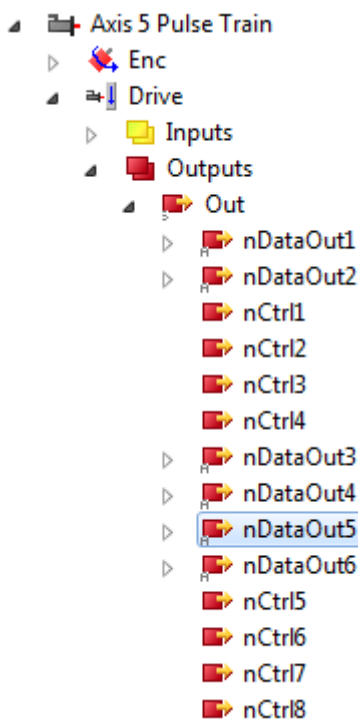 Axis 5 Pulse Train
Enc
Drive
Inputs
Outputs
Out
nDataOut1
nDataOut2
nCtrl1
nCtrl2
nCtrl3
nCtrl4
nDataOut3
nDataOut4
nDataOut5
nDataOut6
nCtrl5
nCtrl6
nCtrl7
nCtrl8